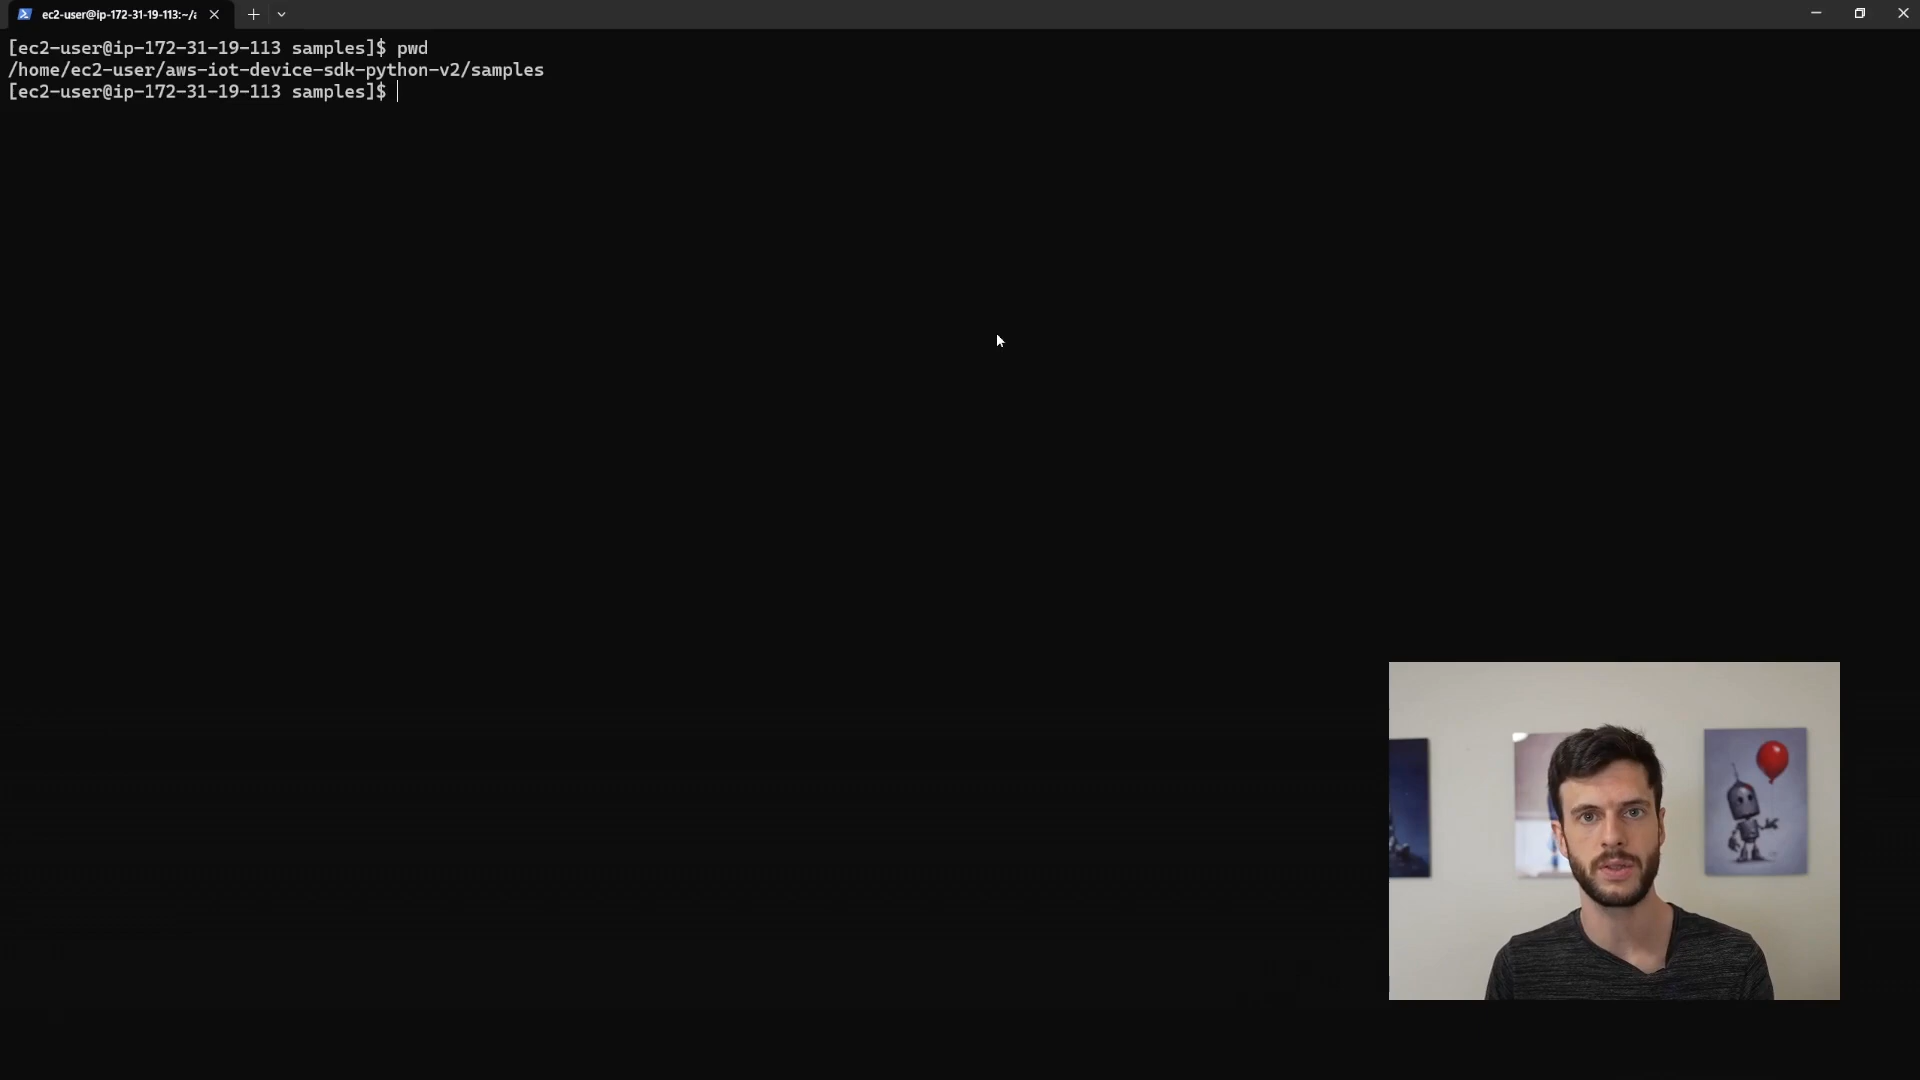 ec2-user@ip-172-31-19-113:~/a
[ec2-user@ip-172-31-19-113 samples]$ pwd
/home/ec2-user/aws-iot-device-sdk-python-v2/samples
[ec2-user@ip-172-31-19-113 samples]$